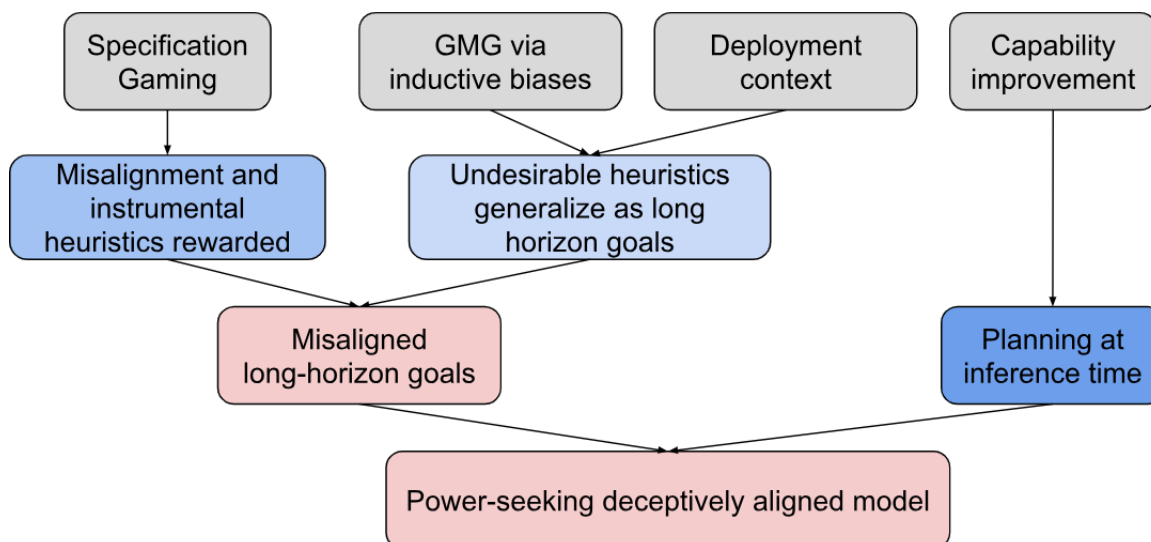 Specification
Gaming
GMG via
inductive biases
Deployment
context
Capability
improvement
Misalignment and
instrumental
heuristics rewarded
Undesirable heuristics
generalize as long
horizon goals
Misaligned
long-horizon goals
Planning at
inference time
Power-seeking deceptively aligned model